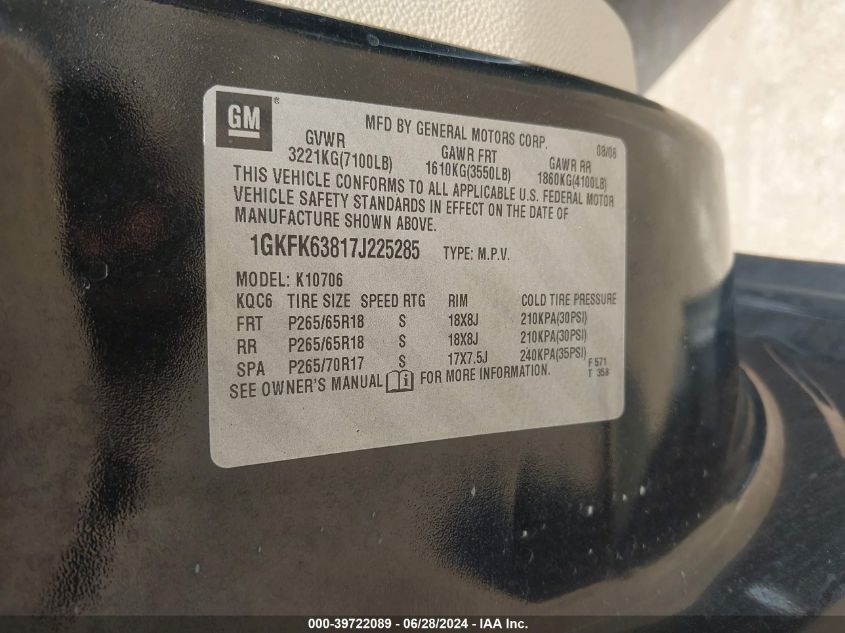 GM ®
MFD BY GENERAL MOTORS CORP.
08/06
GVWR GAWR FRT GAWR RR
3221KG(7100LB) 1610KG(3550LB) 1860KG(4100LB)
THIS VEHICLE CONFORMS TO ALL APPLICABLE U.S. FEDERAL MOTOR
VEHICLE SAFETY STANDARDS IN EFFECT ON THE DATE OF
MANUFACTURE SHOWN ABOVE.
1GKFK63817J225285 TYPE: M.P.V.
MODEL: K10706
KQC6 TIRE SIZE SPEED RTG RIM COLD TIRE PRESSURE
FRT P265/65R18 S 18X8J 210KPA(30PSI)
RR P265/65R18 S 18X8J 210KPA(30PSI)
SPA P265/70R17 S 17X7.5J 240KPA(35PSI)
F 571
SEE OWNER'S MANUAL i FOR MORE INFORMATION. T 358
000-39722089 - 06/28/2024 - IAA Inc.